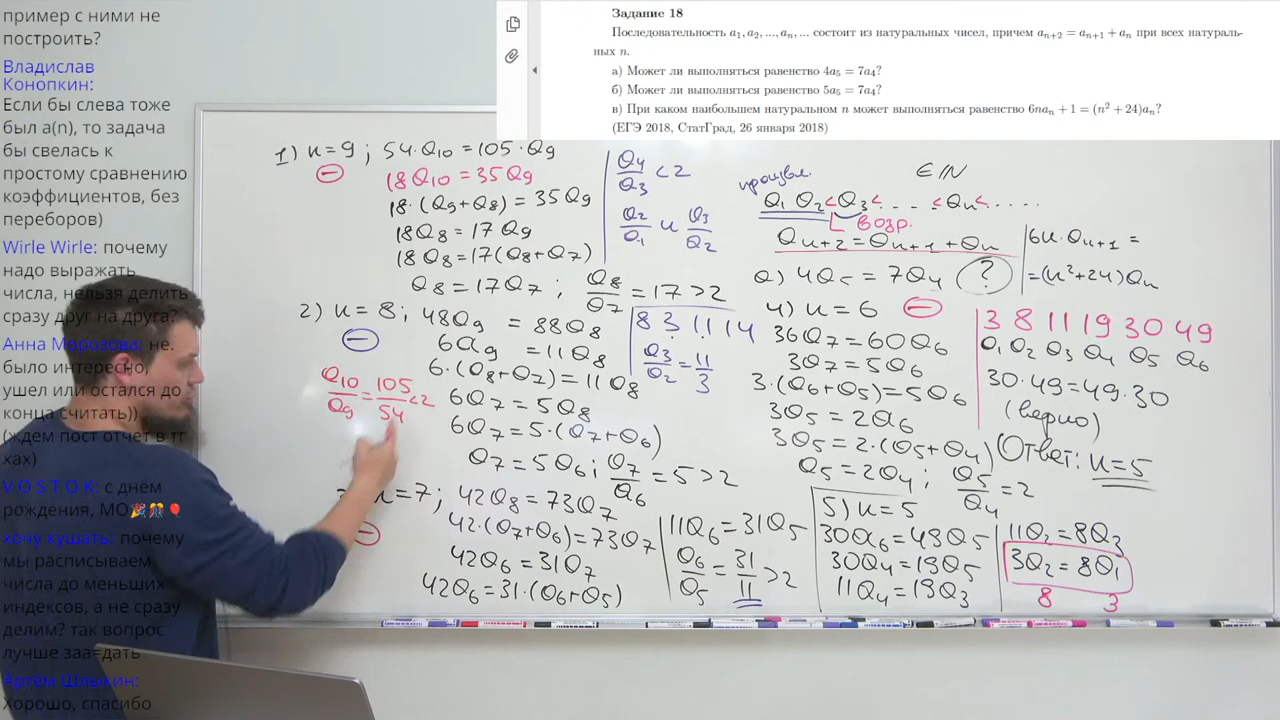 Задание 18
Последовательность a₁, a₂, ..., aₙ, ... состоит из натуральных чисел, причем aₙ₊₂ = aₙ₊₁ + aₙ при всех натураль-
ных n.
а) Может ли выполняться равенство 4a₅ = 7a₄?
б) Может ли выполняться равенство 5a₅ = 7a₄?
в) При каком наибольшем натуральном n может выполняться равенство 6naₙ + 1 = (n² + 24)aₙ?
(ЕГЭ 2018, СтатГрад, 26 января 2018)
пример с ними не
построить?
Владислав
Конопкин:
Если бы слева тоже
был a(n), то задача
бы свелась к
простому сравнению
коэффициентов, без
переборов)
Wirle Wirle: почему
надо выражать
числа, нельзя делить
сразу друг на друга?
Анна Морозова: не.
было интересно,
ушел или остался до
конца считать))
(ждем пост отчет в тг
хах)
V O S T O K: с днём
рождения, МО🎉🎊🎈
хочу кушать!: почему
мы расписываем
числа до меньших
индексов, а не сразу
делим? так вопрос
лучше заа=дать
Артём Шлыкин:
Хорошо, спасибо
1) n=9; 54·a₁₀ = 105·a₉
−
18a₁₀ = 35a₉
18·(a₉+a₈) = 35a₉
18a₈ = 17a₉
18a₈ = 17(a₈+a₇)
a₈ = 17a₇; a₈/a₇ = 17 > 2
2) n=8; 48a₉ = 88a₈
−
6a₉ = 11a₈
6·(a₈+a₇) = 11a₈
6a₇ = 5a₈
6a₇ = 5·(a₇+a₆)
a₇ = 5a₆; a₇/a₆ = 5 > 2
a₁₀/a₉ = 105/54 < 2
n=7; 42a₈ = 73a₇
−
42·(a₇+a₆) = 73a₇
42a₆ = 31a₇
42a₆ = 31·(a₆+a₅)
11a₆ = 31a₅
a₆/a₅ = 31/11 > 2
a₄/a₃ < 2
a₂/a₁ и a₃/a₂
8 3 11 14
a₃/a₂ = 11/3
произвл.
∈ ℕ
a₁ a₂ < a₃ < ... < aₙ < ....
возр.
aₙ₊₂ = aₙ₊₁ + aₙ
а) 4a₅ = 7a₄ ?
6n·aₙ₊₁ =
=(n²+24)aₙ
4) n=6 −
36a₇ = 60a₆
3a₇ = 5a₆
3·(a₆+a₅) = 5a₆
3a₅ = 2a₆
3a₅ = 2·(a₅+a₄)
a₅ = 2a₄; a₅/a₄ = 2
5) n=5
30a₆ = 49a₅
30a₄ = 19a₅
11a₄ = 19a₃
11a₂ = 8a₃
3a₂ = 8a₁
8 3
3 8 11 19 30 49
a₁ a₂ a₃ a₄ a₅ a₆
30·49 = 49·30
(верно)
Ответ: n=5